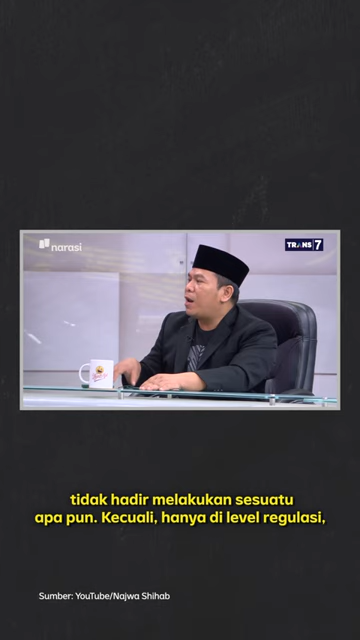 narasi
TRANS 7
tidak hadir melakukan sesuatu
apa pun. Kecuali, hanya di level regulasi,
Sumber: YouTube/Najwa Shihab